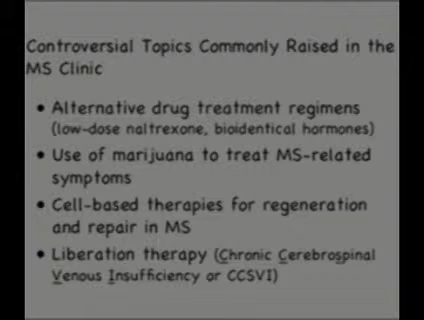 Controversial Topics Commonly Raised in the
MS Clinic
• Alternative drug treatment regimens
(low-dose naltrexone, bioidentical hormones)
• Use of marijuana to treat MS-related
symptoms
• Cell-based therapies for regeneration
and repair in MS
• Liberation therapy (Chronic Cerebrospinal
Venous Insufficiency or CCSVI)